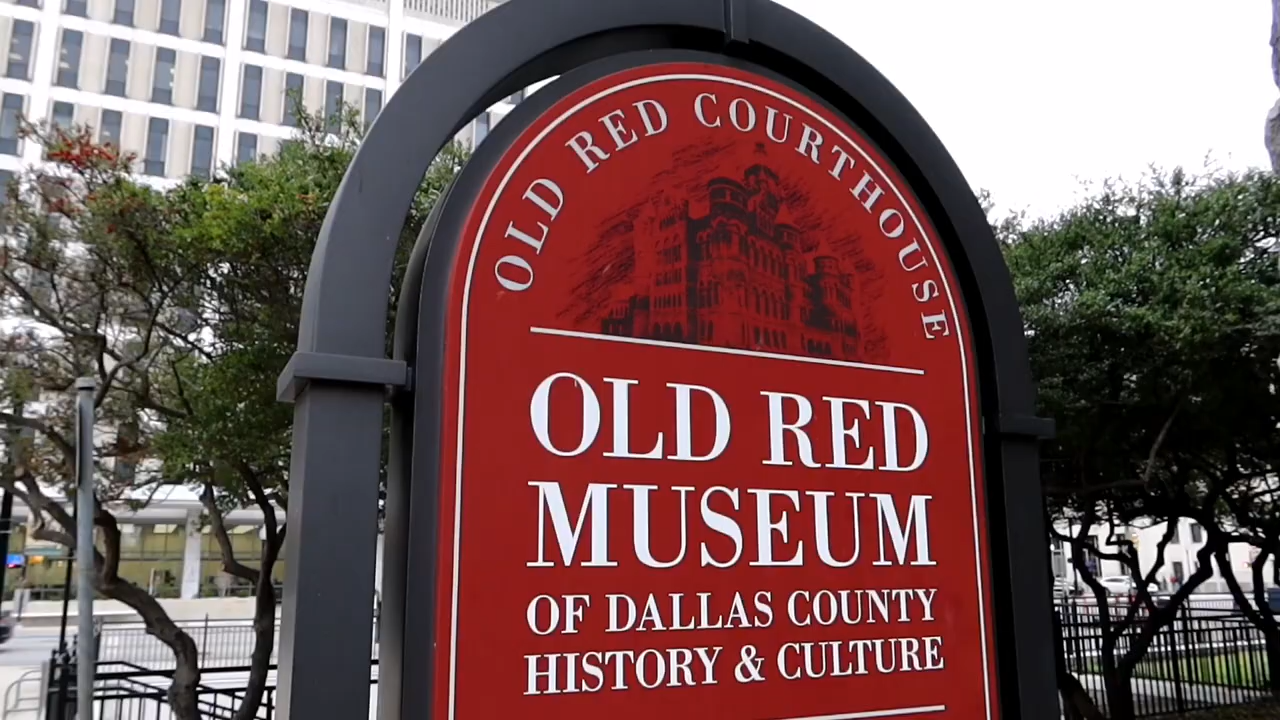 OLD RED COURTHOUSE
OLD RED
MUSEUM
OF DALLAS COUNTY
HISTORY & CULTURE